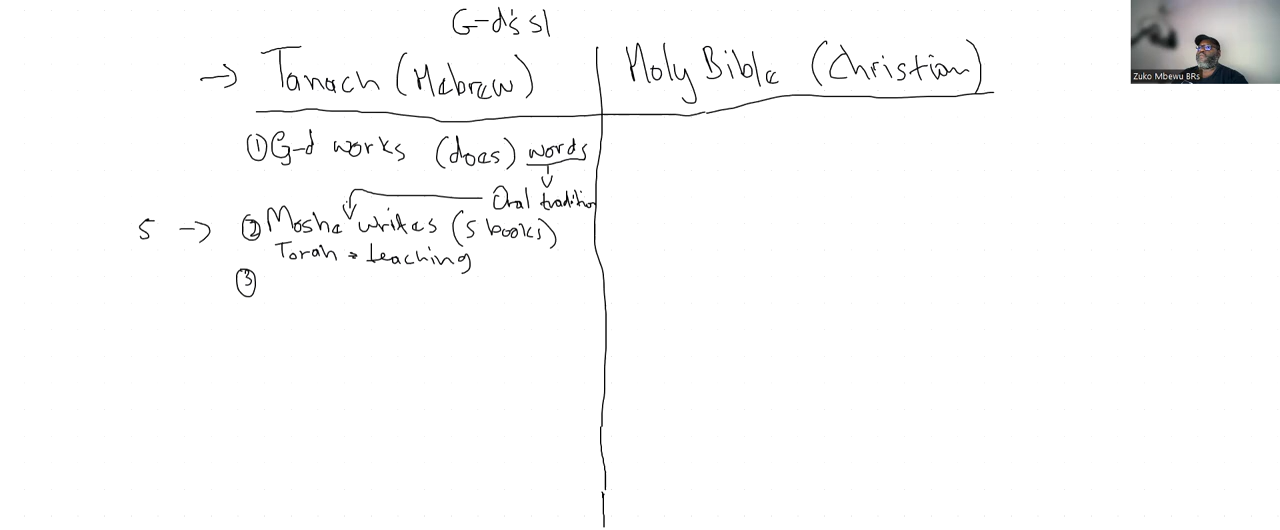 G-d's sl
→ Tanach (Hebrew) Holy Bible (Christian)
① G-d works (does) words
Oral tradition
5 → ② Moshe writes (5 books)
Torah = teaching
③
Zuko Mbewu BRs